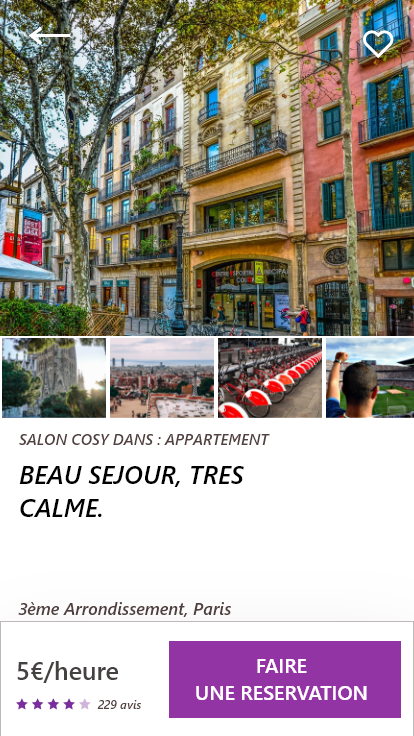 SALON COSY DANS : APPARTEMENT
BEAU SEJOUR, TRES
CALME.
3ème Arrondissement, Paris
5€/heure
229 avis
FAIRE
UNE RESERVATION